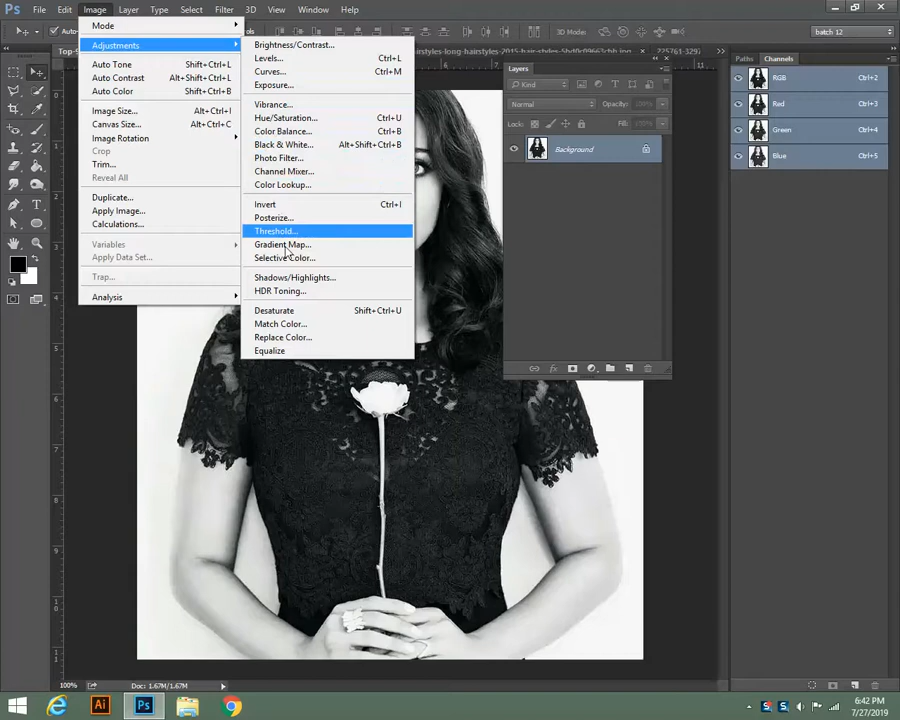 Ps File Edit Image Layer Type Select Filter 3D View Window Help
batch 12
Mode
Adjustments
Auto Tone Shift+Ctrl+L
Auto Contrast Alt+Shift+Ctrl+L
Auto Color Shift+Ctrl+B
Image Size... Alt+Ctrl+I
Canvas Size... Alt+Ctrl+C
Image Rotation
Crop
Trim...
Reveal All
Duplicate...
Apply Image...
Calculations...
Variables
Apply Data Set...
Trap...
Analysis
Brightness/Contrast...
Levels... Ctrl+L
Curves... Ctrl+M
Exposure...
Vibrance...
Hue/Saturation... Ctrl+U
Color Balance... Ctrl+B
Black & White... Alt+Shift+Ctrl+B
Photo Filter...
Channel Mixer...
Color Lookup...
Invert Ctrl+I
Posterize...
Threshold...
Gradient Map...
Selective Color...
Shadows/Highlights...
HDR Toning...
Desaturate Shift+Ctrl+U
Match Color...
Replace Color...
Equalize
Layers
Kind
Normal Opacity: 100%
Lock: Fill: 100%
Background
Paths Channels
RGB Ctrl+2
Red Ctrl+3
Green Ctrl+4
Blue Ctrl+5
100% Doc: 1.67M/1.67M
Ai Ps
6:42 PM
7/27/2019